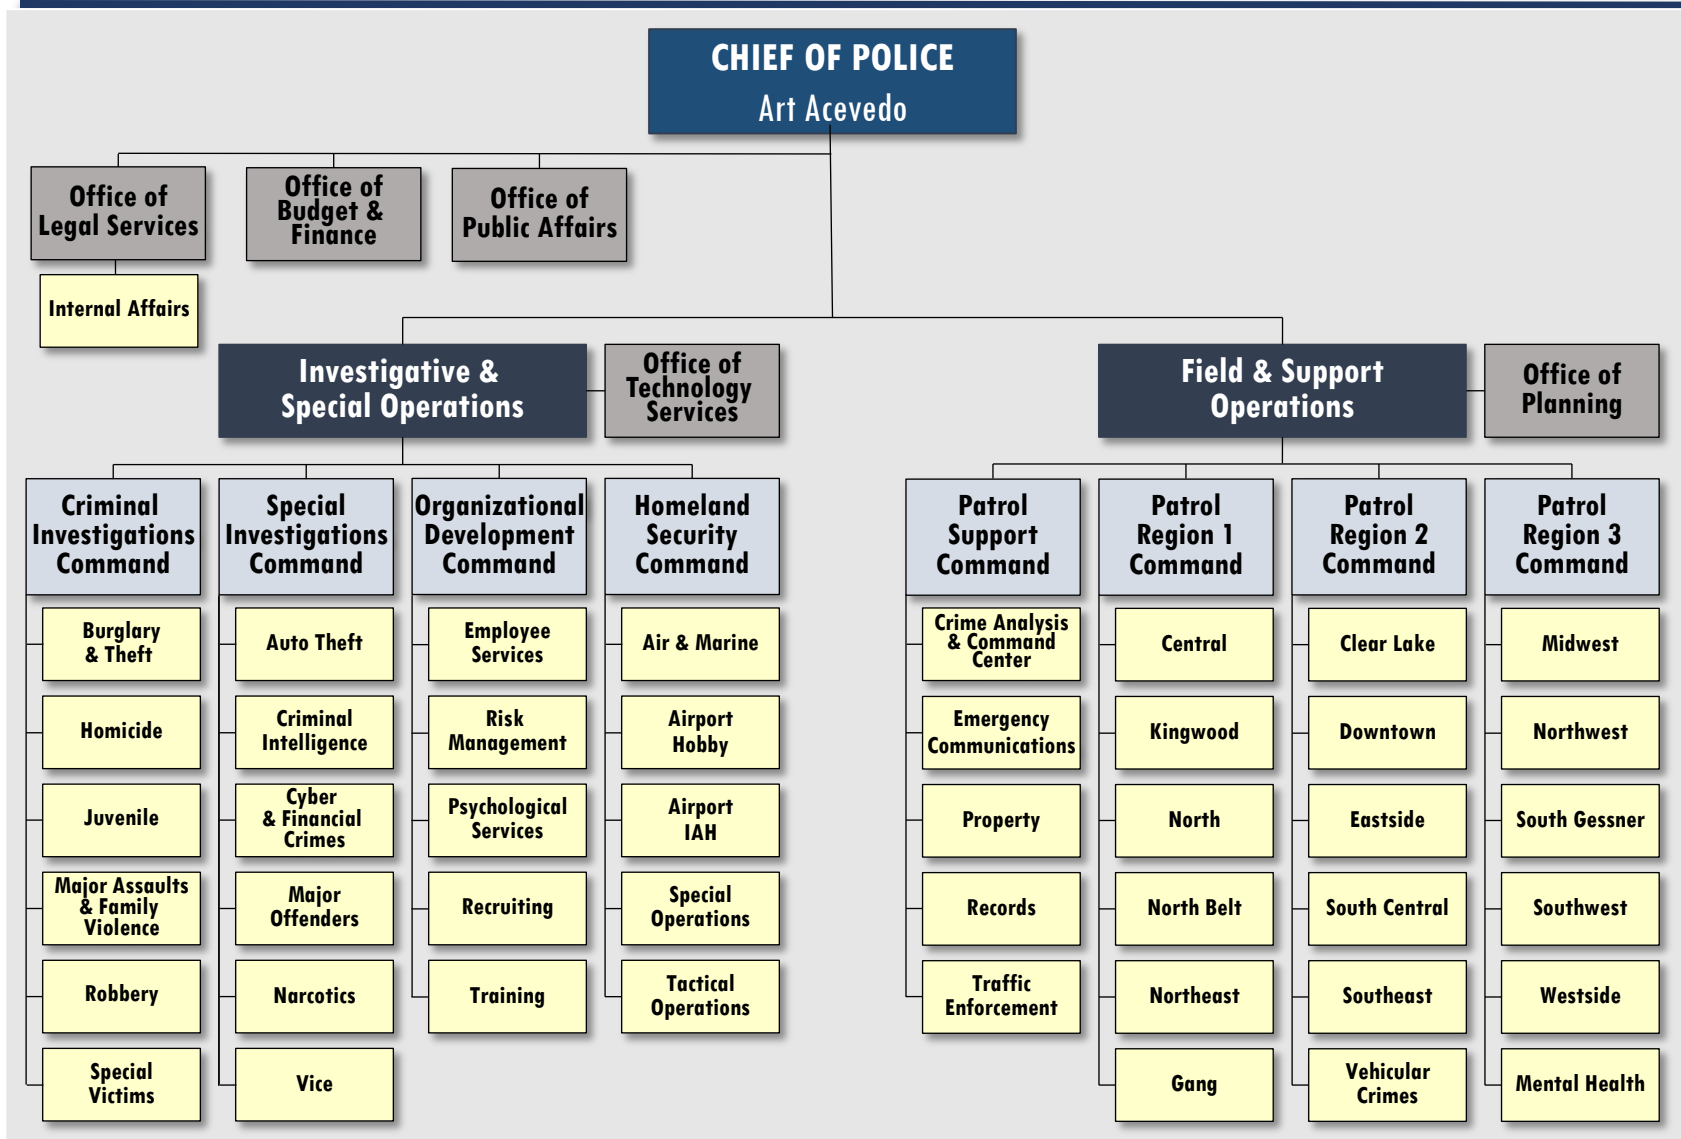 CHIEF OF POLICE
Art Acevedo
Office of
Legal Services
Office of
Budget &
Finance
Office of
Public Affairs
Internal Affairs
Investigative &
Special Operations
Office of
Technology
Services
Field & Support
Operations
Office of
Planning
Criminal
Investigations
Command
Burglary
& Theft
Homicide
Juvenile
Major Assaults
& Family
Violence
Robbery
Special
Victims
Special
Investigations
Command
Auto Theft
Criminal
Intelligence
Cyber
& Financial
Crimes
Major
Offenders
Narcotics
Vice
Organizational
Development
Command
Employee
Services
Risk
Management
Psychological
Services
Recruiting
Training
Homeland
Security
Command
Air & Marine
Airport
Hobby
Airport
IAH
Special
Operations
Tactical
Operations
Patrol
Support
Command
Crime Analysis
& Command
Center
Emergency
Communications
Property
Records
Traffic
Enforcement
Patrol
Region 1
Command
Central
Kingwood
North
North Belt
Northeast
Gang
Patrol
Region 2
Command
Clear Lake
Downtown
Eastside
South Central
Southeast
Vehicular
Crimes
Patrol
Region 3
Command
Midwest
Northwest
South Gessner
Southwest
Westside
Mental Health